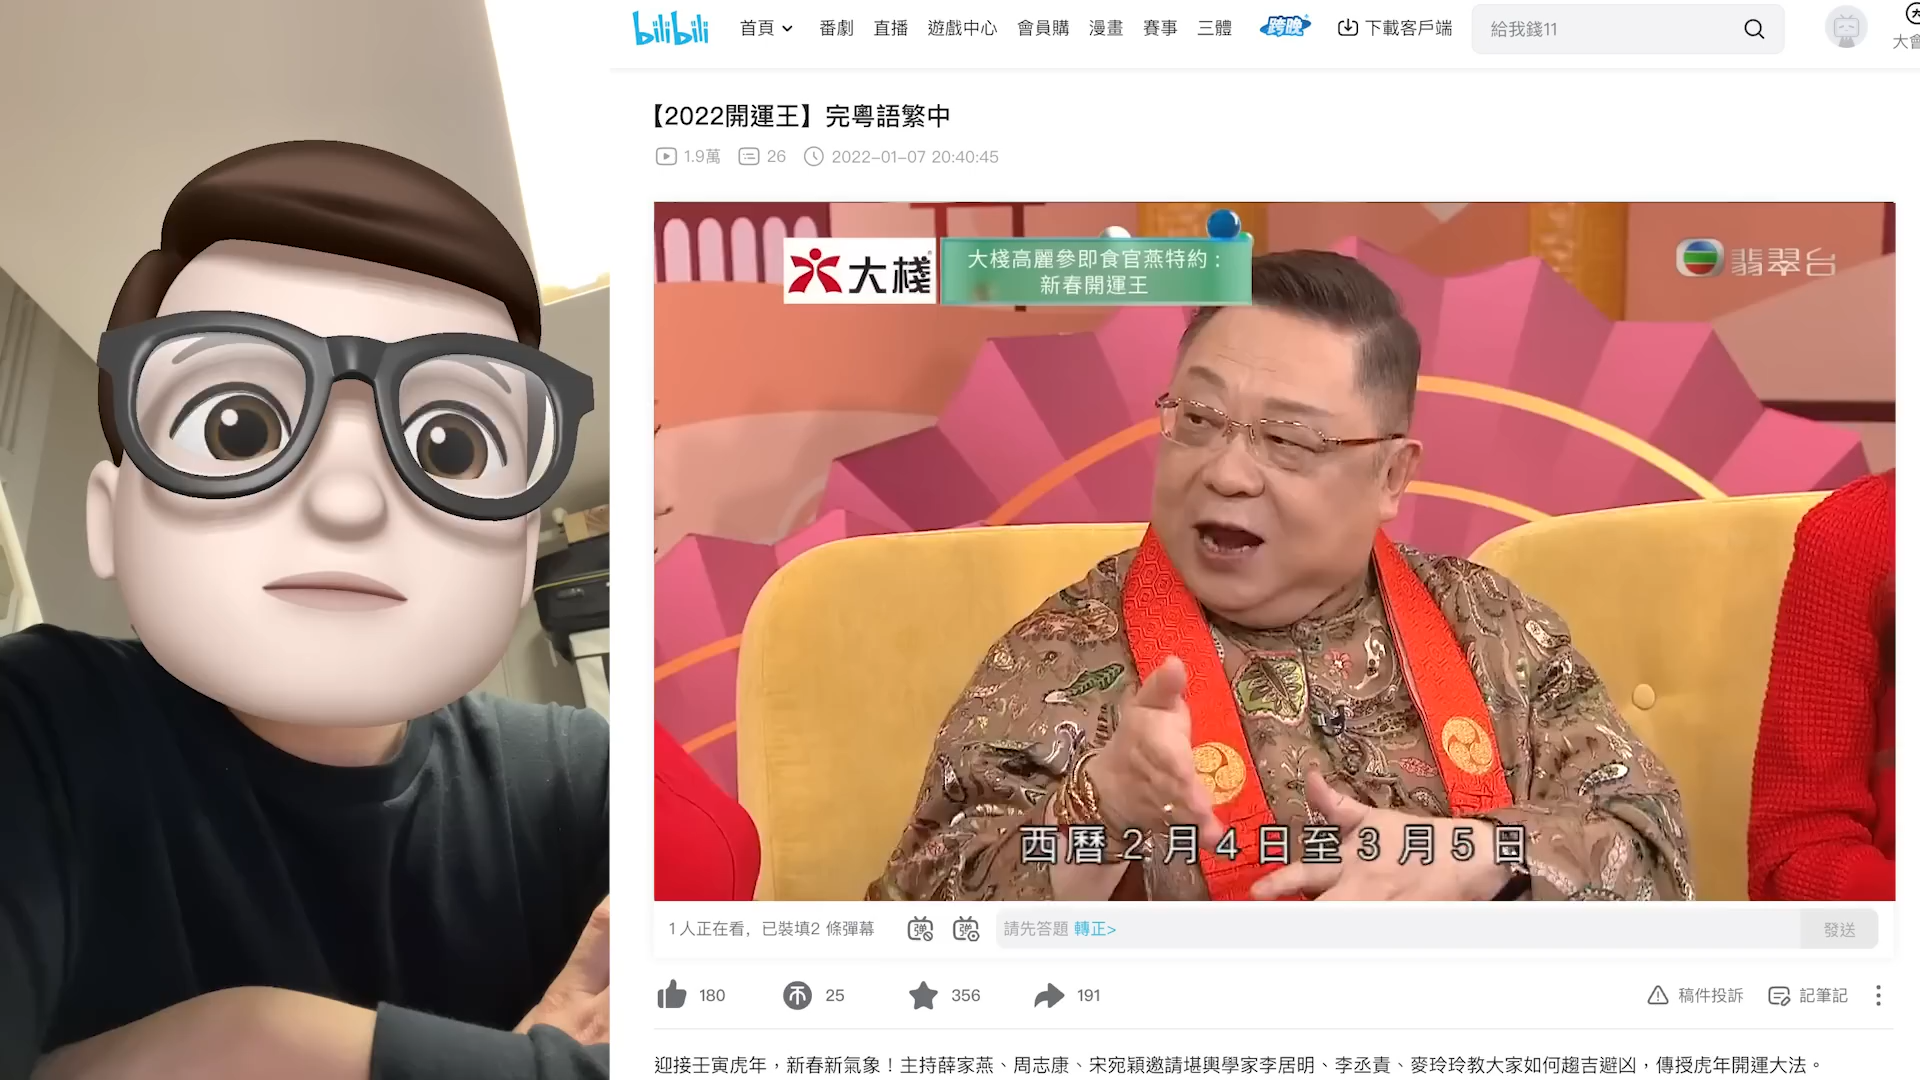 bilibili 首頁 番劇 直播 遊戲中心 會員購 漫畫 賽事 三體 跨晚 下載客戶端 給我錢11
大會
【2022開運王】完粵語繁中
1.9萬 26 2022-01-07 20:40:45
大棧
大棧高麗參即食官燕特約：
新春開運王
翡翠台
西曆2月4日至3月5日
1人正在看，已裝填2 條彈幕 請先答題 轉正> 發送
180 25 356 191 稿件投訴 記筆記
迎接壬寅虎年，新春新氣象！主持薛家燕、周志康、宋宛穎邀請堪輿學家李居明、李丞責、麥玲玲教大家如何趨吉避凶，傳授虎年開運大法。